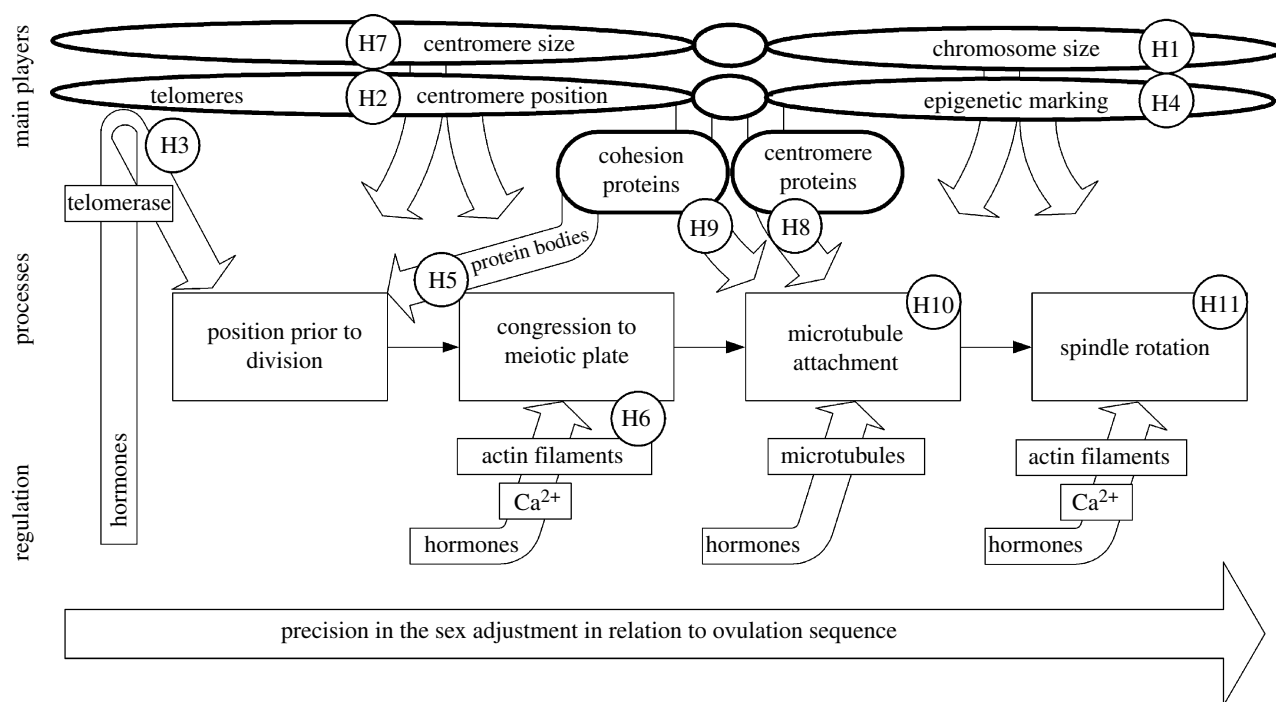 main players
H7
centromere size
chromosome size
H1
telomeres
H2
centromere position
epigenetic marking
H4
H3
cohesion
proteins
centromere
proteins
telomerase
H9
H8
processes
H5
protein bodies
H10
H11
position prior to
division
congression to
meiotic plate
microtubule
attachment
spindle rotation
H6
regulation
hormones
actin filaments
microtubules
actin filaments
Ca²⁺
Ca²⁺
hormones
hormones
hormones
precision in the sex adjustment in relation to ovulation sequence